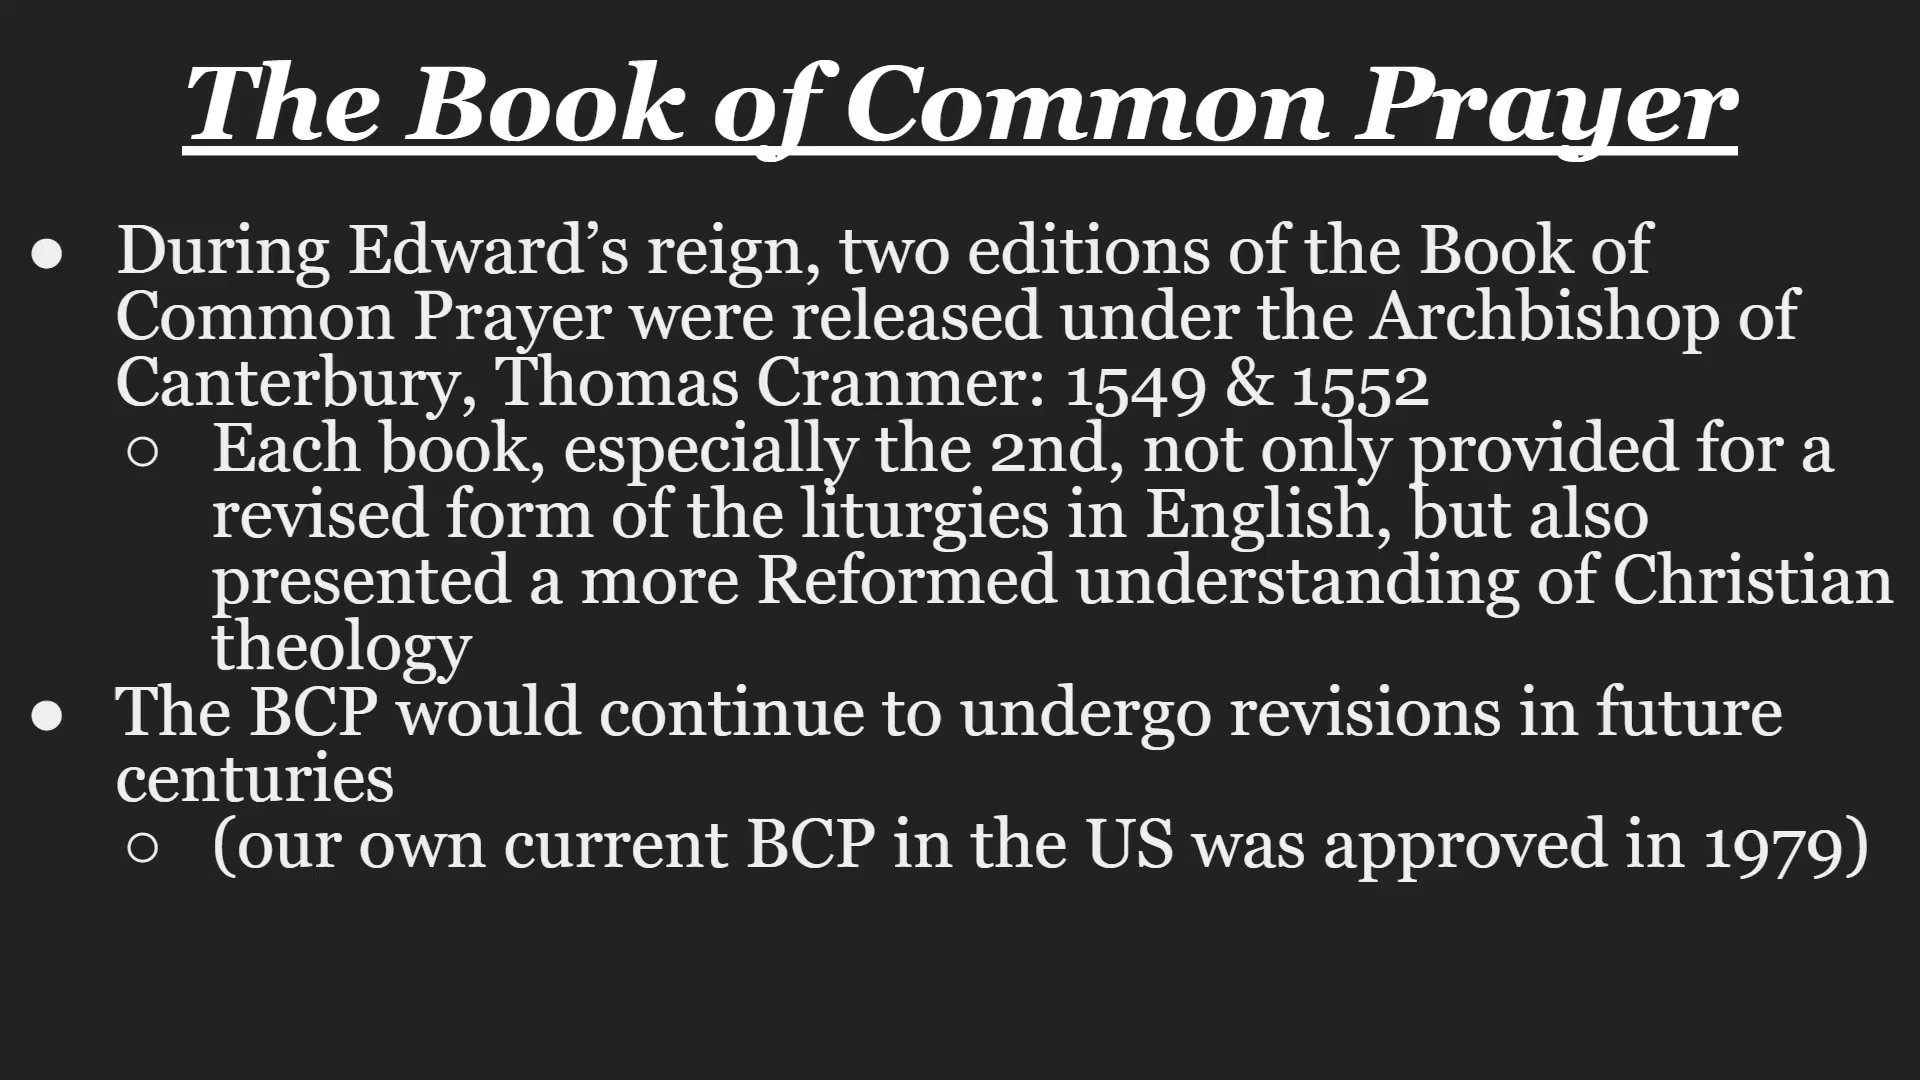 The Book of Common Prayer
● During Edward’s reign, two editions of the Book of
Common Prayer were released under the Archbishop of
Canterbury, Thomas Cranmer: 1549 & 1552
○ Each book, especially the 2nd, not only provided for a
revised form of the liturgies in English, but also
presented a more Reformed understanding of Christian
theology
● The BCP would continue to undergo revisions in future
centuries
○ (our own current BCP in the US was approved in 1979)